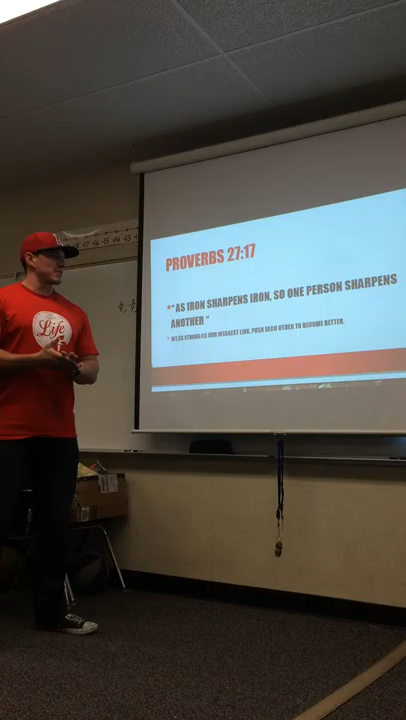 PROVERBS 27:17
"AS IRON SHARPENS IRON, SO ONE PERSON SHARPENS
ANOTHER"
WE AS STRONG AS OUR WEAKEST LINK, PUSH EACH OTHER TO BECOME BETTER.
Life